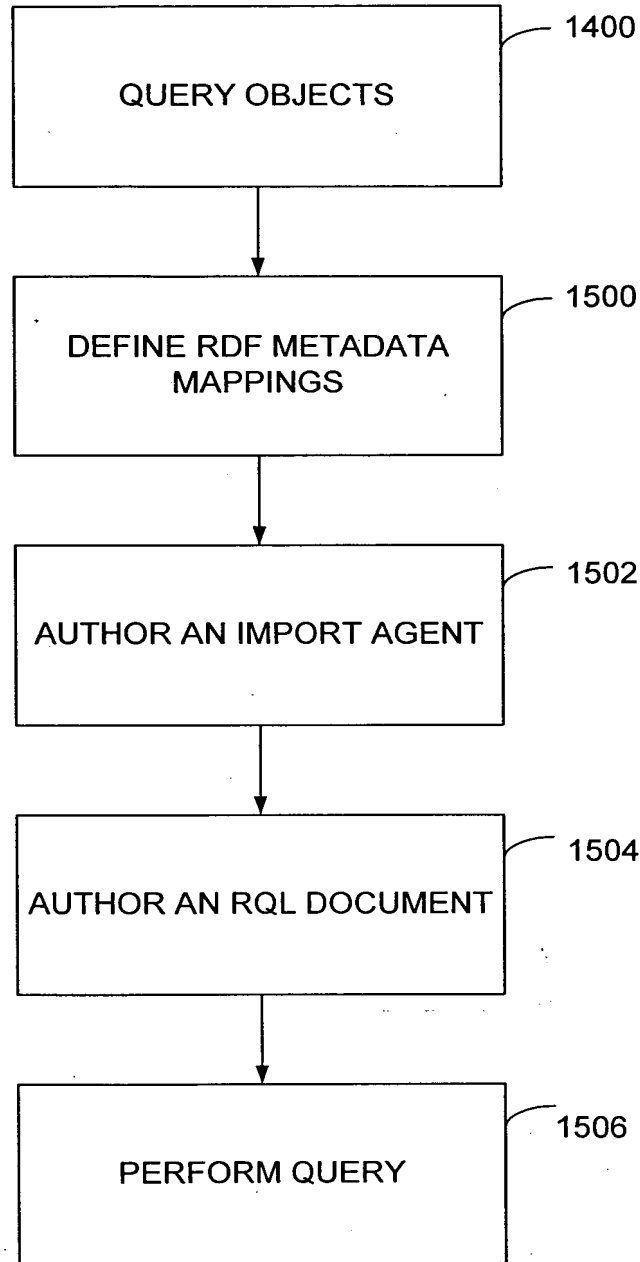 1400
QUERY OBJECTS
1500
DEFINE RDF METADATA
MAPPINGS
1502
AUTHOR AN IMPORT AGENT
1504
AUTHOR AN RQL DOCUMENT
1506
PERFORM QUERY